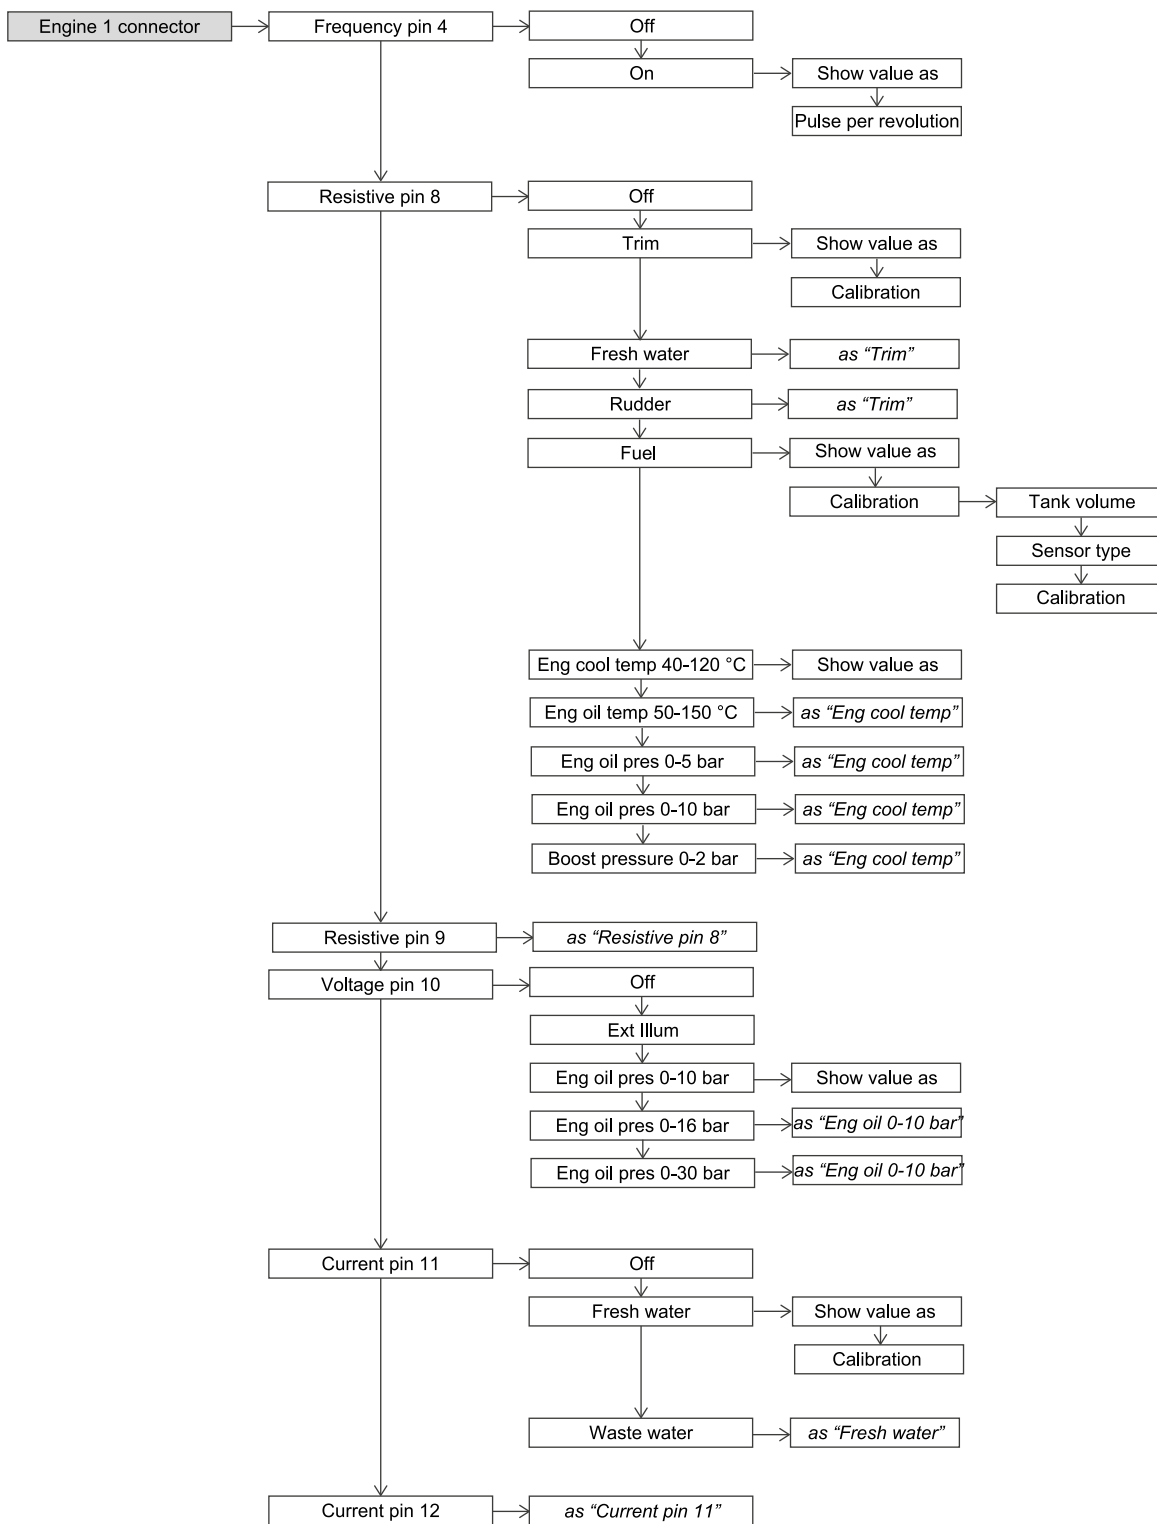 Engine 1 connector
Frequency pin 4
Off
On
Show value as
Pulse per revolution
Resistive pin 8
Off
Trim
Show value as
Calibration
Fresh water
as “Trim”
Rudder
as “Trim”
Fuel
Show value as
Calibration
Tank volume
Sensor type
Calibration
Eng cool temp 40-120 °C
Show value as
Eng oil temp 50-150 °C
as “Eng cool temp”
Eng oil pres 0-5 bar
as “Eng cool temp”
Eng oil pres 0-10 bar
as “Eng cool temp”
Boost pressure 0-2 bar
as “Eng cool temp”
Resistive pin 9
as “Resistive pin 8”
Voltage pin 10
Off
Ext Illum
Eng oil pres 0-10 bar
Show value as
Eng oil pres 0-16 bar
as “Eng oil 0-10 bar”
Eng oil pres 0-30 bar
as “Eng oil 0-10 bar”
Current pin 11
Off
Fresh water
Show value as
Calibration
Waste water
as “Fresh water”
Current pin 12
as “Current pin 11”